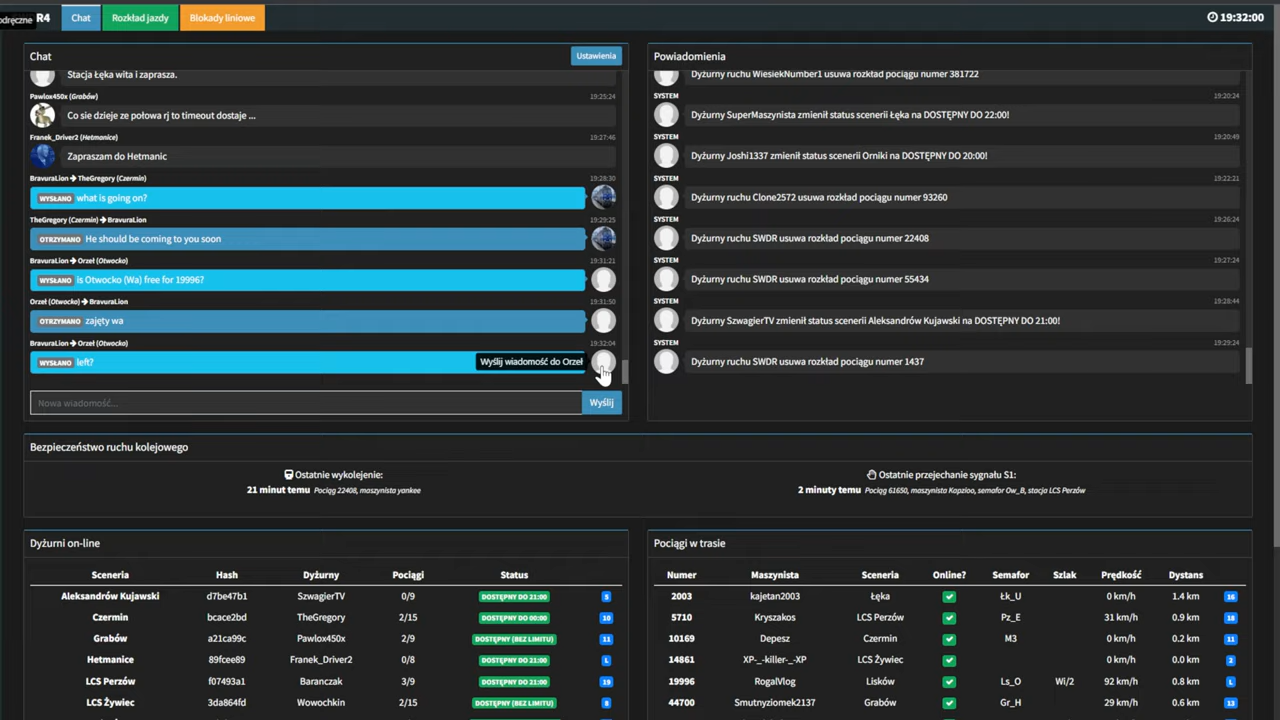 odręczne R4 Chat Rozkład jazdy Blokady liniowe 19:32:00
Chat Ustawienia
Stacja Łęka wita i zaprasza.
Pawlox450x (Grabów) 19:25:24
Co sie dzieje ze połowa rj to timeout dostaje ...
Franek_Driver2 (Hetmanice) 19:27:46
Zapraszam do Hetmanic
BravuraLion → TheGregory (Czermin) 19:28:30
WYSŁANO what is going on?
TheGregory (Czermin) → BravuraLion 19:29:25
OTRZYMANO He should be coming to you soon
BravuraLion → Orzeł (Otwocko) 19:31:21
WYSŁANO is Otwocko (Wa) free for 19996?
Orzeł (Otwocko) → BravuraLion 19:31:50
OTRZYMANO zajęty wa
BravuraLion → Orzeł (Otwocko) 19:32:04
WYSŁANO left? Wyślij wiadomość do Orzeł
Nowa wiadomość... Wyślij
Powiadomienia
Dyżurny ruchu WiesiekNumber1 usuwa rozkład pociągu numer 381722
SYSTEM 19:20:24
Dyżurny SuperMaszynista zmienił status scenerii Łęka na DOSTĘPNY DO 22:00!
SYSTEM 19:20:49
Dyżurny Joshi1337 zmienił status scenerii Orniki na DOSTĘPNY DO 20:00!
SYSTEM 19:22:21
Dyżurny ruchu Clone2572 usuwa rozkład pociągu numer 93260
SYSTEM 19:26:24
Dyżurny ruchu SWDR usuwa rozkład pociągu numer 22408
SYSTEM 19:27:24
Dyżurny ruchu SWDR usuwa rozkład pociągu numer 55434
SYSTEM 19:28:44
Dyżurny SzwagierTV zmienił status scenerii Aleksandrów Kujawski na DOSTĘPNY DO 21:00!
SYSTEM 19:29:24
Dyżurny ruchu SWDR usuwa rozkład pociągu numer 1437
Bezpieczeństwo ruchu kolejowego
Ostatnie wykolejenie:
21 minut temu Pociąg 22408, maszynista yankee
Ostatnie przejechanie sygnału S1:
2 minuty temu Pociąg 61650, maszynista Kapzioo, semafor Ow_B, stacja LCS Perzów
Dyżurni on-line
Sceneria Hash Dyżurny Pociągi Status
Aleksandrów Kujawski d7be47b1 SzwagierTV 0/9 DOSTĘPNY DO 21:00 5
Czermin bcace2bd TheGregory 2/15 DOSTĘPNY DO 00:00 10
Grabów a21ca99c Pawlox450x 2/9 DOSTĘPNY (BEZ LIMITU) 11
Hetmanice 89fcee89 Franek_Driver2 0/8 DOSTĘPNY DO 21:00 L
LCS Perzów f07493a1 Baranczak 3/9 DOSTĘPNY DO 21:00 19
LCS Żywiec 3da864fd Wowochkin 2/15 DOSTĘPNY (BEZ LIMITU) 8
Pociągi w trasie
Numer Maszynista Sceneria Online? Semafor Szlak Prędkość Dystans
2003 kajetan2003 Łęka Łk_U 0 km/h 1.4 km 16
5710 Kryszakos LCS Perzów Pz_E 31 km/h 0.9 km 18
10169 Depesz Czermin M3 0 km/h 0.2 km 11
14861 XP-_-killer-_-XP LCS Żywiec 0 km/h 0.0 km 2
19996 RogalVlog Lisków Ls_O Wi/2 92 km/h 0.8 km L
44700 Smutnyziomek2137 Grabów Gr_H 29 km/h 0.6 km 13